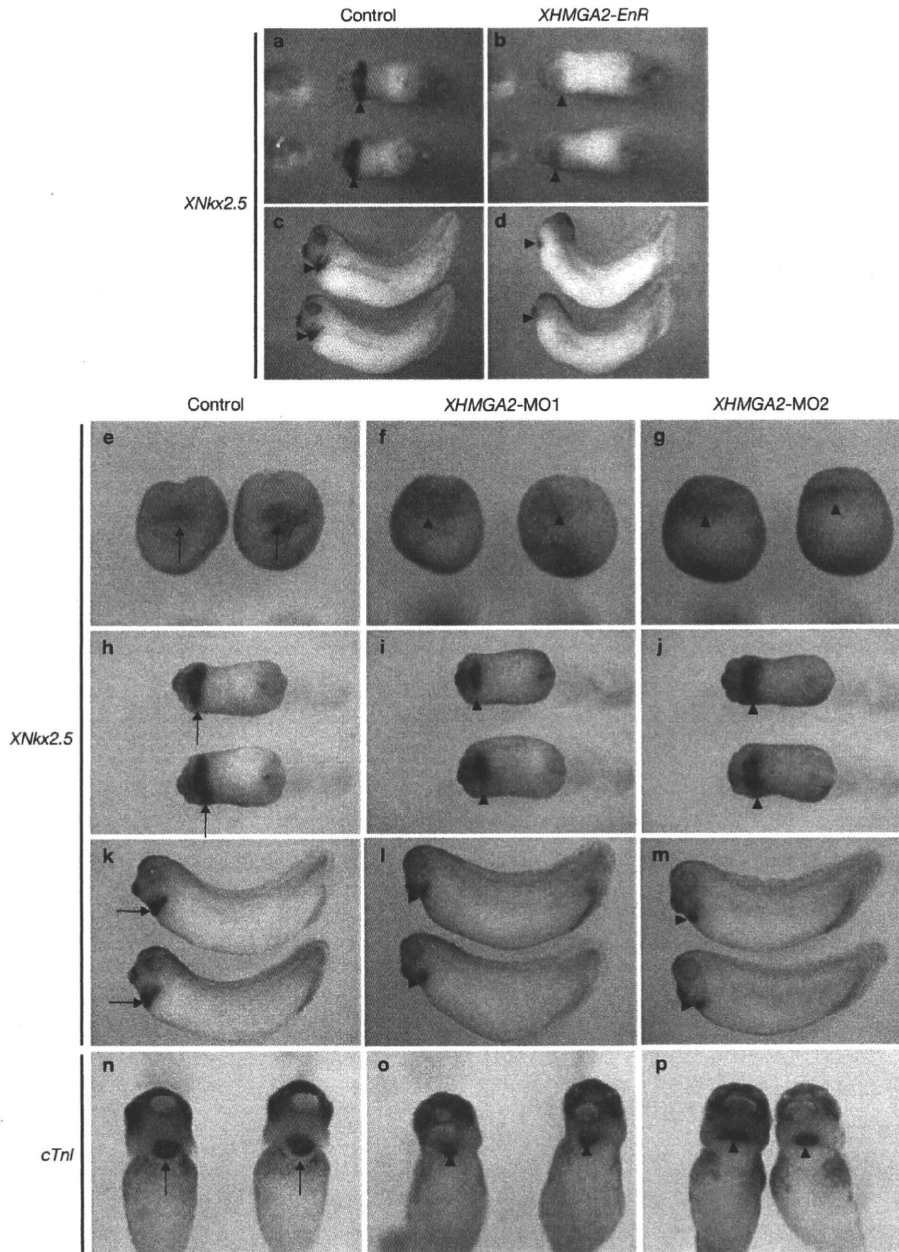 Control XHMGA2-EnR
a b
XNkx2.5
c d
Control XHMGA2-MO1 XHMGA2-MO2
e f g
h i j
XNkx2.5
k l m
n o p
cTnI